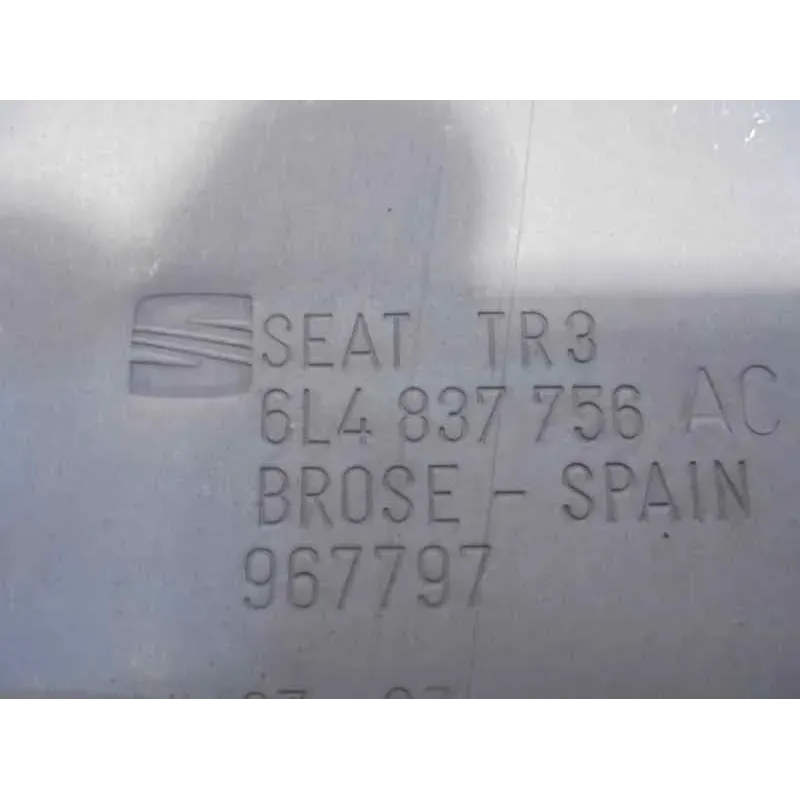 SEAT TR3
6L4 837 756 AC
BROSE - SPAIN
967797